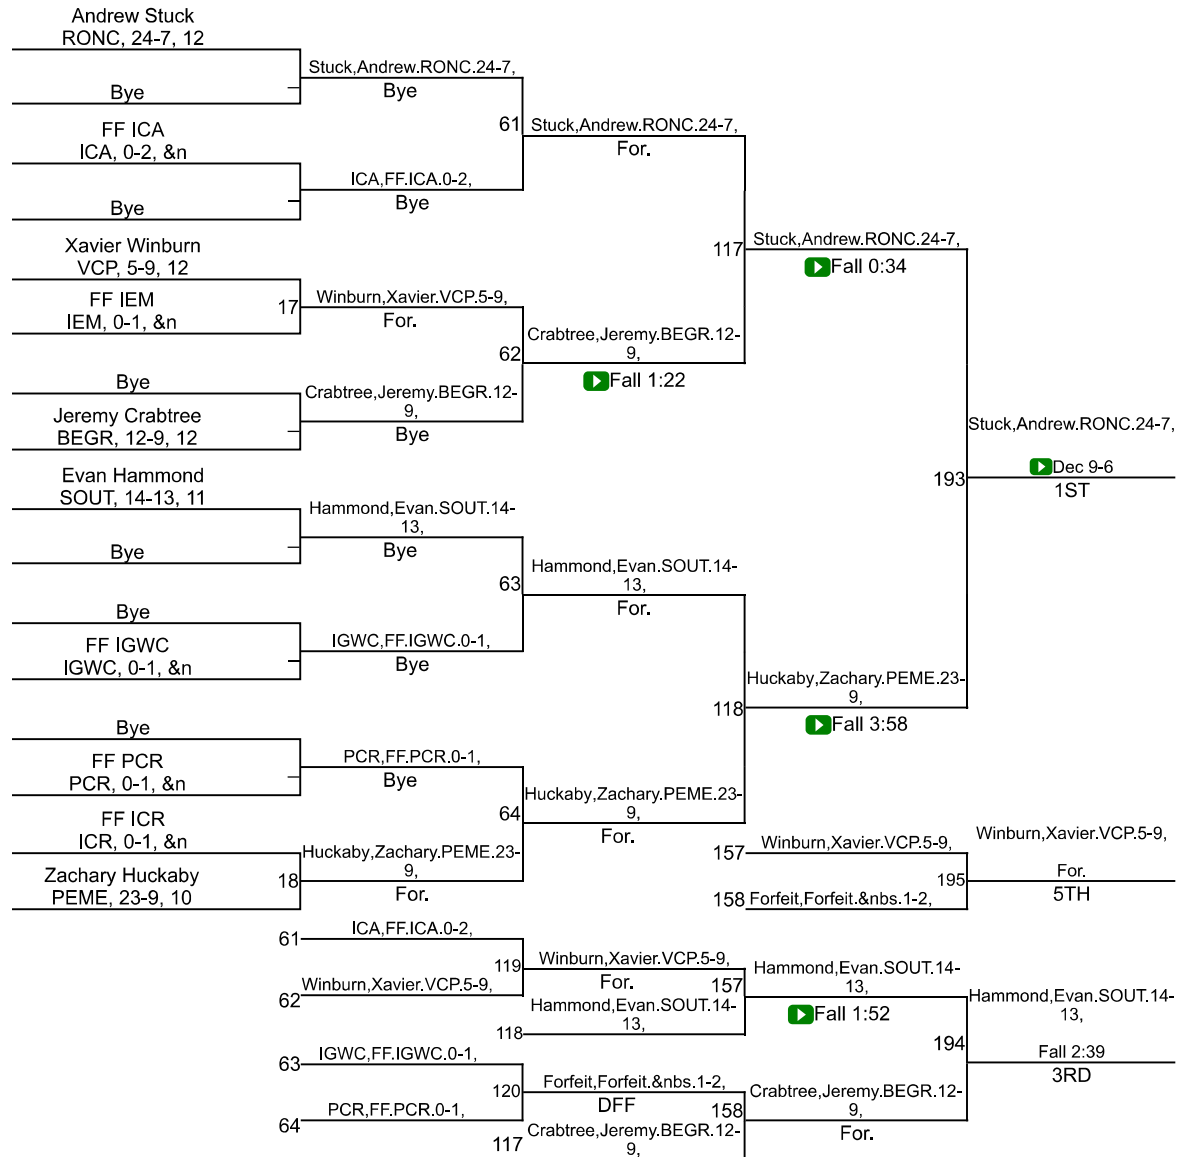 Andrew Stuck
RONC, 24-7, 12
Bye
Stuck,Andrew.RONC.24-7,
Bye
FF ICA
ICA, 0-2, &n
Bye
ICA,FF.ICA.0-2,
Bye
61
Stuck,Andrew.RONC.24-7,
For.
Xavier Winburn
VCP, 5-9, 12
FF IEM
IEM, 0-1, &n
17
Winburn,Xavier.VCP.5-9,
For.
Bye
Jeremy Crabtree
BEGR, 12-9, 12
Crabtree,Jeremy.BEGR.12-
9,
Bye
62
Crabtree,Jeremy.BEGR.12-
9,
Fall 1:22
117
Stuck,Andrew.RONC.24-7,
Fall 0:34
Evan Hammond
SOUT, 14-13, 11
Bye
Hammond,Evan.SOUT.14-
13,
Bye
Bye
FF IGWC
IGWC, 0-1, &n
IGWC,FF.IGWC.0-1,
Bye
63
Hammond,Evan.SOUT.14-
13,
For.
Bye
FF PCR
PCR, 0-1, &n
PCR,FF.PCR.0-1,
Bye
FF ICR
ICR, 0-1, &n
Zachary Huckaby
PEME, 23-9, 10
18
Huckaby,Zachary.PEME.23-
9,
For.
64
Huckaby,Zachary.PEME.23-
9,
For.
118
Huckaby,Zachary.PEME.23-
9,
Fall 3:58
193
Stuck,Andrew.RONC.24-7,
Dec 9-6
1ST
157
Winburn,Xavier.VCP.5-9,
158
Forfeit,Forfeit.&nbs.1-2,
195
Winburn,Xavier.VCP.5-9,
For.
5TH
61
ICA,FF.ICA.0-2,
62
Winburn,Xavier.VCP.5-9,
119
Winburn,Xavier.VCP.5-9,
For.
118
Hammond,Evan.SOUT.14-
13,
157
Hammond,Evan.SOUT.14-
13,
Fall 1:52
63
IGWC,FF.IGWC.0-1,
64
PCR,FF.PCR.0-1,
120
Forfeit,Forfeit.&nbs.1-2,
DFF
117
Crabtree,Jeremy.BEGR.12-
9,
158
Crabtree,Jeremy.BEGR.12-
9,
For.
194
Hammond,Evan.SOUT.14-
13,
Fall 2:39
3RD